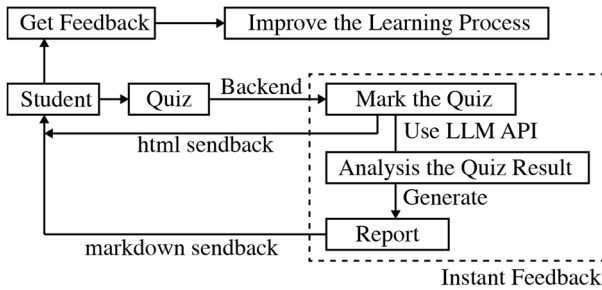 Get Feedback
Improve the Learning Process
Student
Quiz
Backend
Mark the Quiz
html sendback
Use LLM API
Analysis the Quiz Result
Generate
Report
markdown sendback
Instant Feedback